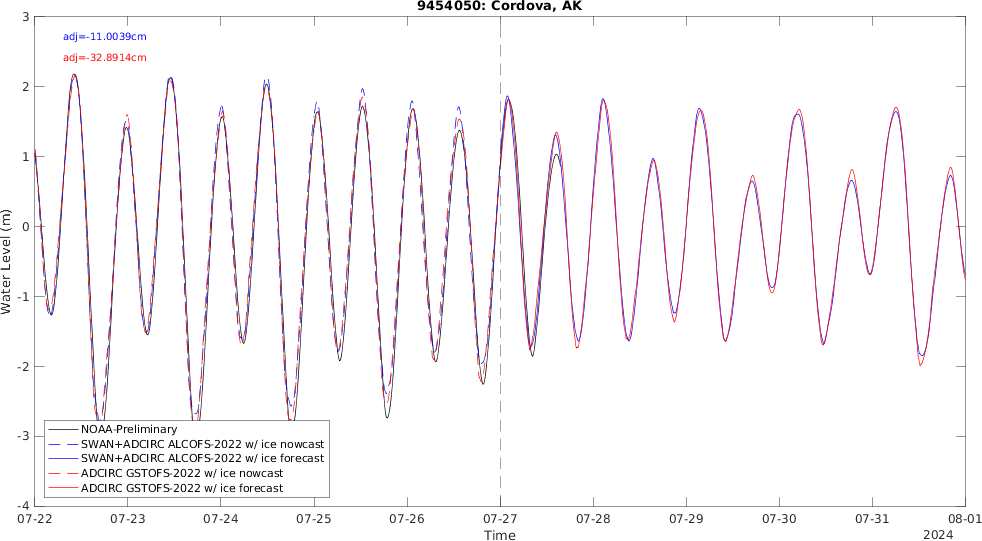 9454050: Cordova, AK
3
adj=-11.0039cm
adj=-32.8914cm
2
1
0
-1
-2
-3
-4
Water Level (m)
NOAA-Preliminary
SWAN+ADCIRC ALCOFS-2022 w/ ice nowcast
SWAN+ADCIRC ALCOFS-2022 w/ ice forecast
ADCIRC GSTOFS-2022 w/ ice nowcast
ADCIRC GSTOFS-2022 w/ ice forecast
07-22 07-23 07-24 07-25 07-26 07-27 07-28 07-29 07-30 07-31 08-01
Time
2024